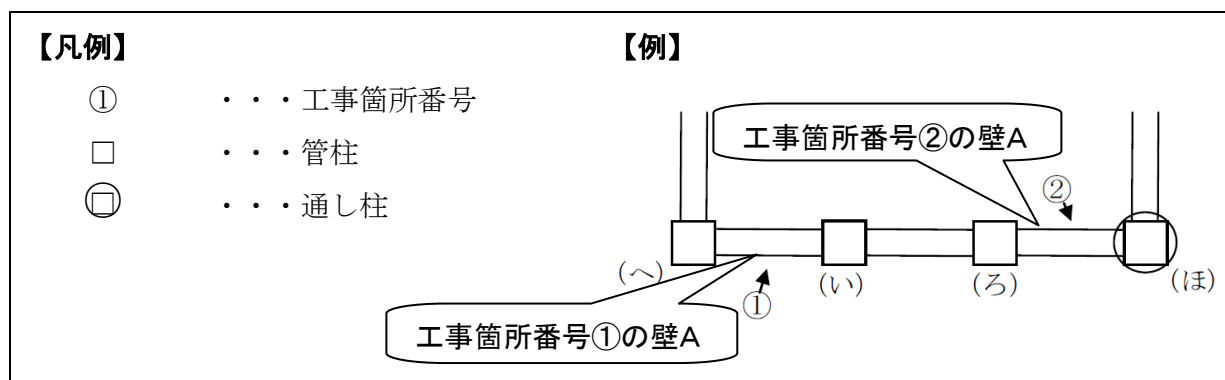 【凡例】
① ・・・工事箇所番号
□ ・・・管柱
・・・通し柱
【例】
工事箇所番号②の壁A
②
(へ)
①
(い)
(ろ)
(ほ)
工事箇所番号①の壁A